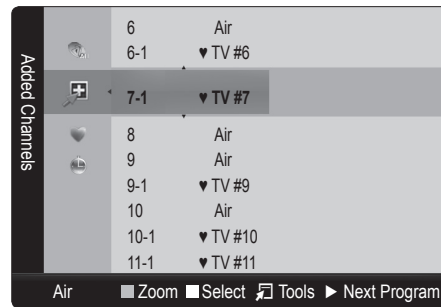 Added Channels
6 Air
6-1 ♥ TV #6
7-1 ♥ TV #7
8 Air
9 Air
9-1 ♥ TV #9
10 Air
10-1 ♥ TV #10
11-1 ♥ TV #11
Air Zoom Select Tools ► Next Program